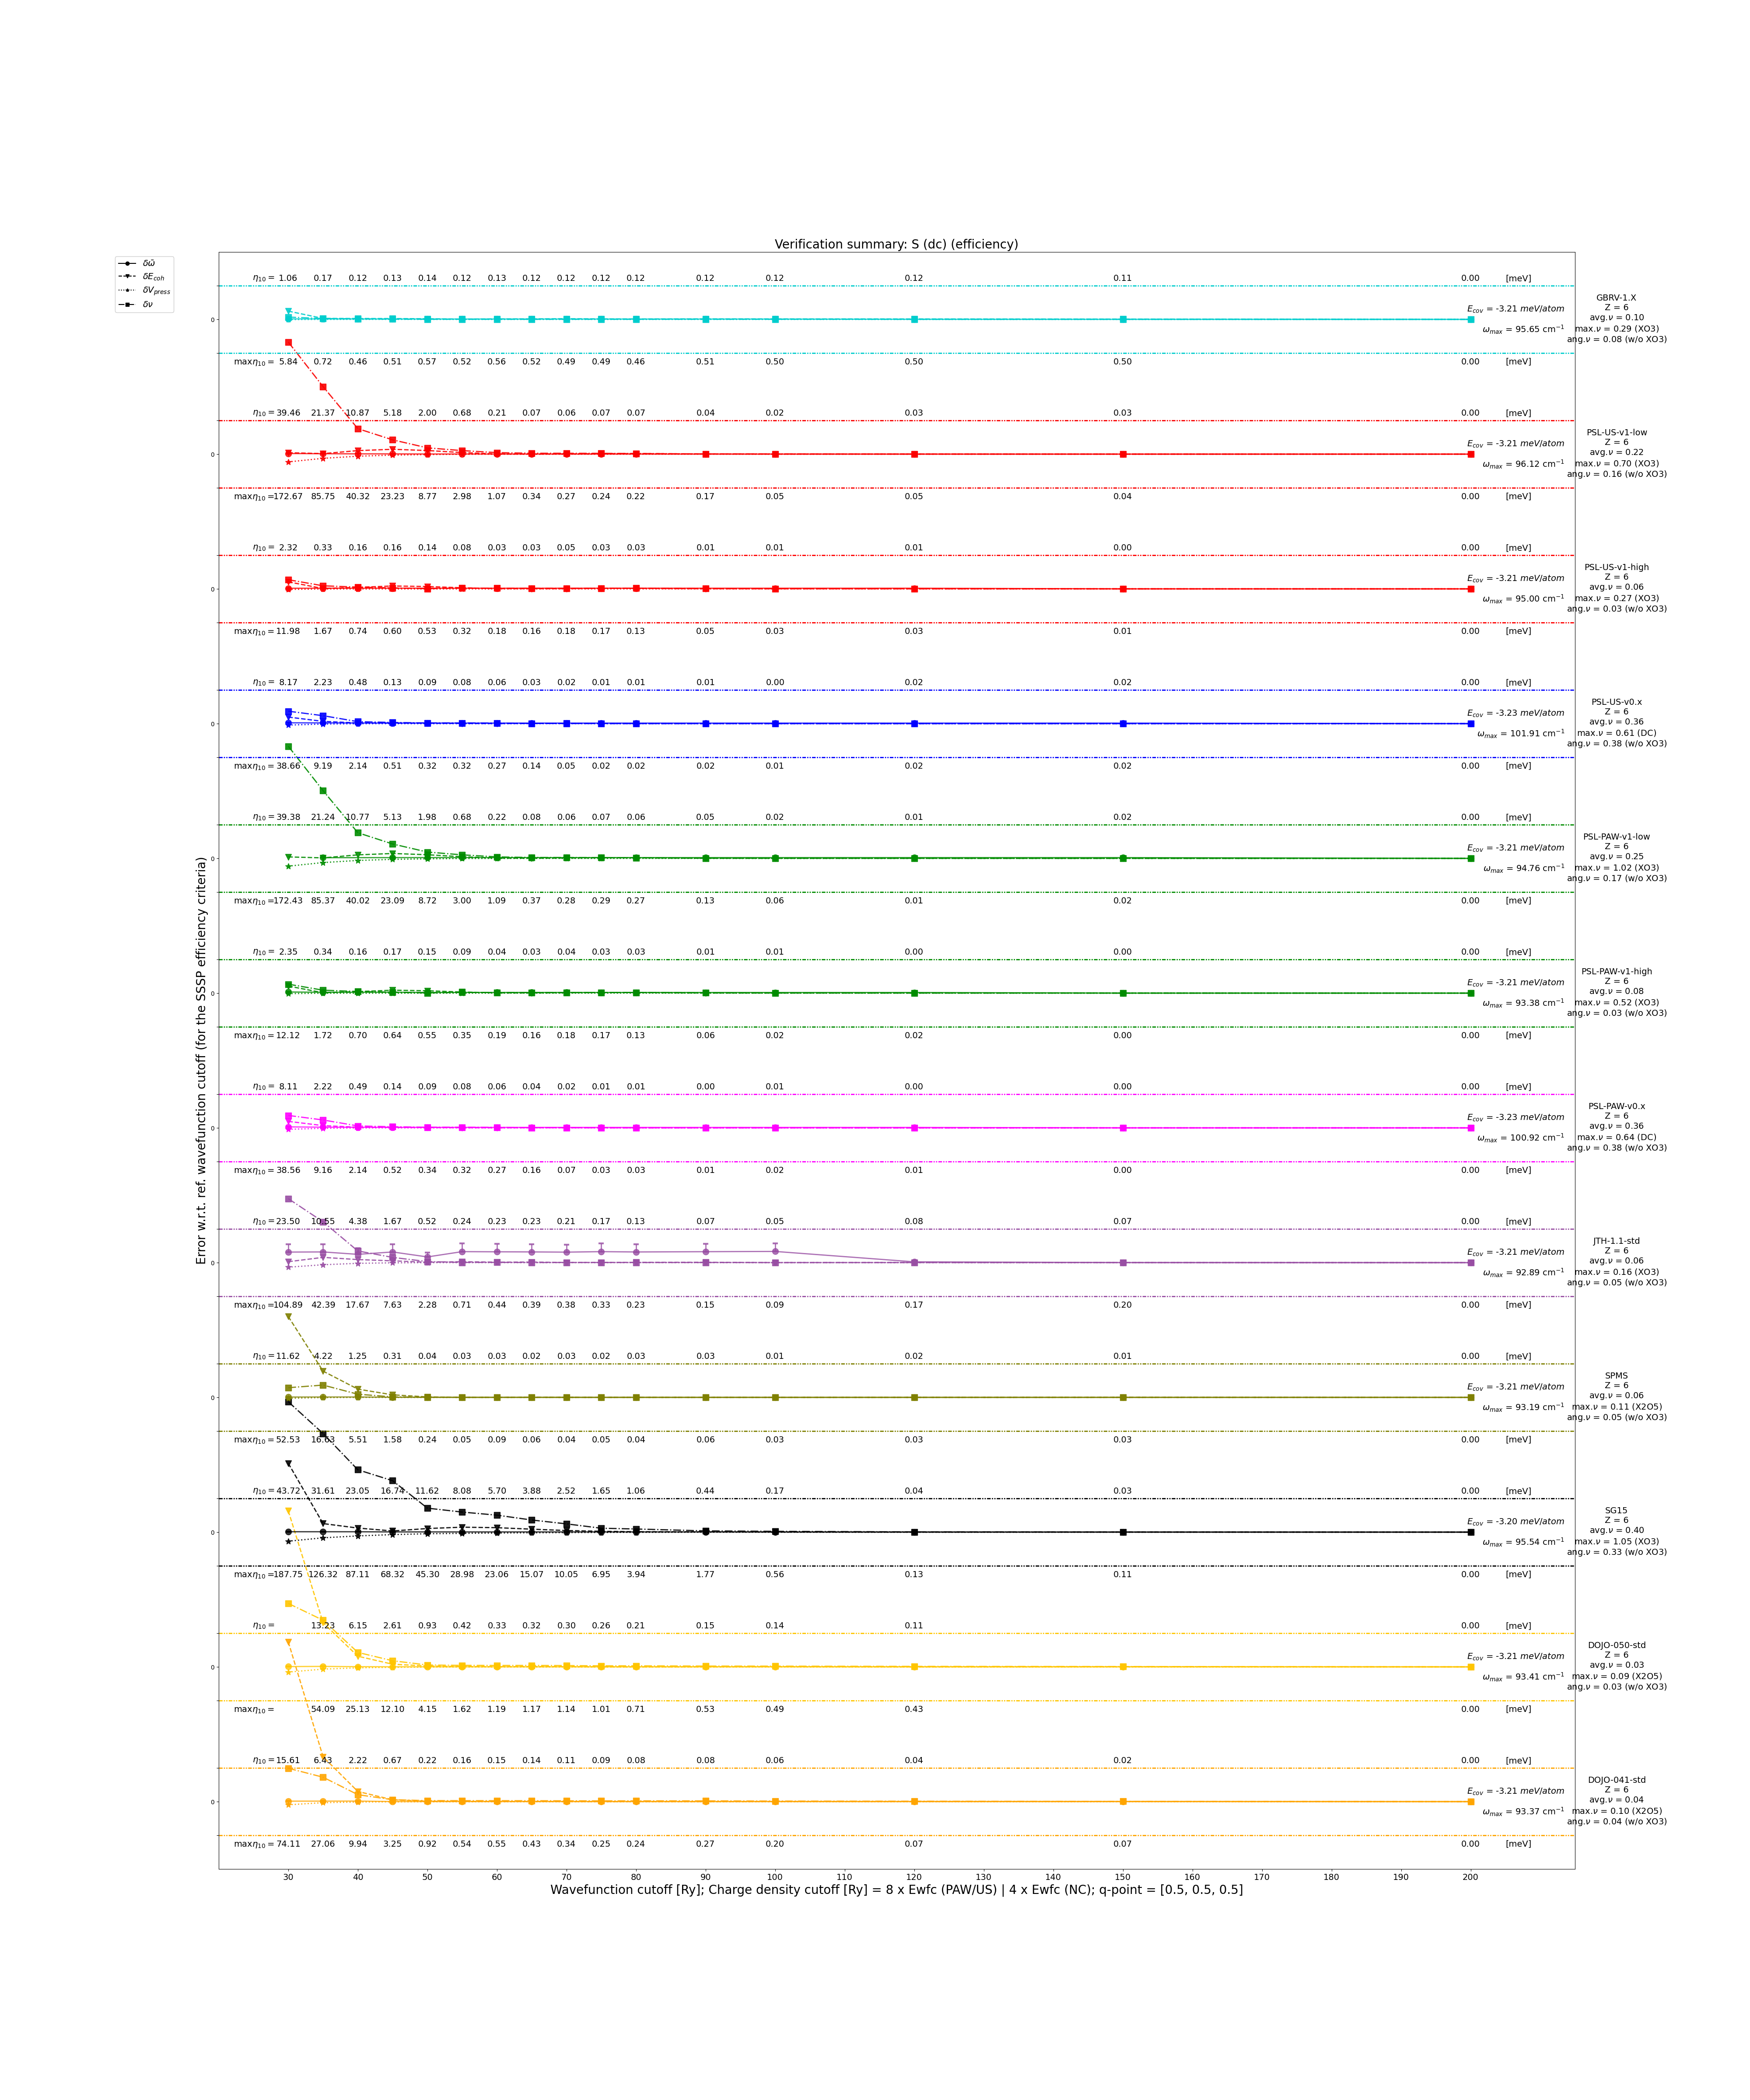 Verification summary: S (dc) (efficiency)
δω̄
δE_coh
δV_press
δν
Error w.r.t. ref. wavefunction cutoff (for the SSSP efficiency criteria)
η₁₀ = 1.06 0.17 0.12 0.13 0.14 0.12 0.13 0.12 0.12 0.12 0.12 0.12 0.12 0.12 0.11 0.00 [meV]
0
E_cov = -3.21 meV/atom
ω_max = 95.65 cm⁻¹
GBRV-1.X
Z = 6
avg.ν = 0.10
max.ν = 0.29 (XO3)
ang.ν = 0.08 (w/o XO3)
maxη₁₀ = 5.84 0.72 0.46 0.51 0.57 0.52 0.56 0.52 0.49 0.49 0.46 0.51 0.50 0.50 0.50 0.00 [meV]
η₁₀ = 39.46 21.37 10.87 5.18 2.00 0.68 0.21 0.07 0.06 0.07 0.07 0.04 0.02 0.03 0.03 0.00 [meV]
0
E_cov = -3.21 meV/atom
ω_max = 96.12 cm⁻¹
PSL-US-v1-low
Z = 6
avg.ν = 0.22
max.ν = 0.70 (XO3)
ang.ν = 0.16 (w/o XO3)
maxη₁₀ =172.67 85.75 40.32 23.23 8.77 2.98 1.07 0.34 0.27 0.24 0.22 0.17 0.05 0.05 0.04 0.00 [meV]
η₁₀ = 2.32 0.33 0.16 0.16 0.14 0.08 0.03 0.03 0.05 0.03 0.03 0.01 0.01 0.01 0.00 0.00 [meV]
0
E_cov = -3.21 meV/atom
ω_max = 95.00 cm⁻¹
PSL-US-v1-high
Z = 6
avg.ν = 0.06
max.ν = 0.27 (XO3)
ang.ν = 0.03 (w/o XO3)
maxη₁₀ = 11.98 1.67 0.74 0.60 0.53 0.32 0.18 0.16 0.18 0.17 0.13 0.05 0.03 0.03 0.01 0.00 [meV]
η₁₀ = 8.17 2.23 0.48 0.13 0.09 0.08 0.06 0.03 0.02 0.01 0.01 0.01 0.00 0.02 0.02 0.00 [meV]
0
E_cov = -3.23 meV/atom
ω_max = 101.91 cm⁻¹
PSL-US-v0.x
Z = 6
avg.ν = 0.36
max.ν = 0.61 (DC)
ang.ν = 0.38 (w/o XO3)
maxη₁₀ = 38.66 9.19 2.14 0.51 0.32 0.32 0.27 0.14 0.05 0.02 0.02 0.02 0.01 0.02 0.02 0.00 [meV]
η₁₀ = 39.38 21.24 10.77 5.13 1.98 0.68 0.22 0.08 0.06 0.07 0.06 0.05 0.02 0.01 0.02 0.00 [meV]
0
E_cov = -3.21 meV/atom
ω_max = 94.76 cm⁻¹
PSL-PAW-v1-low
Z = 6
avg.ν = 0.25
max.ν = 1.02 (XO3)
ang.ν = 0.17 (w/o XO3)
maxη₁₀ =172.43 85.37 40.02 23.09 8.72 3.00 1.09 0.37 0.28 0.29 0.27 0.13 0.06 0.01 0.02 0.00 [meV]
η₁₀ = 2.35 0.34 0.16 0.17 0.15 0.09 0.04 0.03 0.04 0.03 0.03 0.01 0.01 0.00 0.00 0.00 [meV]
0
E_cov = -3.21 meV/atom
ω_max = 93.38 cm⁻¹
PSL-PAW-v1-high
Z = 6
avg.ν = 0.08
max.ν = 0.52 (XO3)
ang.ν = 0.03 (w/o XO3)
maxη₁₀ = 12.12 1.72 0.70 0.64 0.55 0.35 0.19 0.16 0.18 0.17 0.13 0.06 0.02 0.02 0.00 0.00 [meV]
η₁₀ = 8.11 2.22 0.49 0.14 0.09 0.08 0.06 0.04 0.02 0.01 0.01 0.00 0.01 0.00 0.00 0.00 [meV]
0
E_cov = -3.23 meV/atom
ω_max = 100.92 cm⁻¹
PSL-PAW-v0.x
Z = 6
avg.ν = 0.36
max.ν = 0.64 (DC)
ang.ν = 0.38 (w/o XO3)
maxη₁₀ = 38.56 9.16 2.14 0.52 0.34 0.32 0.27 0.16 0.07 0.03 0.03 0.01 0.02 0.01 0.00 0.00 [meV]
η₁₀ = 23.50 10.55 4.38 1.67 0.52 0.24 0.23 0.23 0.21 0.17 0.13 0.07 0.05 0.08 0.07 0.00 [meV]
0
E_cov = -3.21 meV/atom
ω_max = 92.89 cm⁻¹
JTH-1.1-std
Z = 6
avg.ν = 0.06
max.ν = 0.16 (XO3)
ang.ν = 0.05 (w/o XO3)
maxη₁₀ =104.89 42.39 17.67 7.63 2.28 0.71 0.44 0.39 0.38 0.33 0.23 0.15 0.09 0.17 0.20 0.00 [meV]
η₁₀ = 11.62 4.22 1.25 0.31 0.04 0.03 0.03 0.02 0.03 0.02 0.03 0.03 0.01 0.02 0.01 0.00 [meV]
0
E_cov = -3.21 meV/atom
ω_max = 93.19 cm⁻¹
SPMS
Z = 6
avg.ν = 0.06
max.ν = 0.11 (X2O5)
ang.ν = 0.05 (w/o XO3)
maxη₁₀ = 52.53 16.63 5.51 1.58 0.24 0.05 0.09 0.06 0.04 0.05 0.04 0.06 0.03 0.03 0.03 0.00 [meV]
η₁₀ = 43.72 31.61 23.05 16.74 11.62 8.08 5.70 3.88 2.52 1.65 1.06 0.44 0.17 0.04 0.03 0.00 [meV]
0
E_cov = -3.20 meV/atom
ω_max = 95.54 cm⁻¹
SG15
Z = 6
avg.ν = 0.40
max.ν = 1.05 (XO3)
ang.ν = 0.33 (w/o XO3)
maxη₁₀ =187.75 126.32 87.11 68.32 45.30 28.98 23.06 15.07 10.05 6.95 3.94 1.77 0.56 0.13 0.11 0.00 [meV]
η₁₀ = 13.23 6.15 2.61 0.93 0.42 0.33 0.32 0.30 0.26 0.21 0.15 0.14 0.11 0.00 [meV]
0
E_cov = -3.21 meV/atom
ω_max = 93.41 cm⁻¹
DOJO-050-std
Z = 6
avg.ν = 0.03
max.ν = 0.09 (X2O5)
ang.ν = 0.03 (w/o XO3)
maxη₁₀ = 54.09 25.13 12.10 4.15 1.62 1.19 1.17 1.14 1.01 0.71 0.53 0.49 0.43 0.00 [meV]
η₁₀ = 15.61 6.43 2.22 0.67 0.22 0.16 0.15 0.14 0.11 0.09 0.08 0.08 0.06 0.04 0.02 0.00 [meV]
0
E_cov = -3.21 meV/atom
ω_max = 93.37 cm⁻¹
DOJO-041-std
Z = 6
avg.ν = 0.04
max.ν = 0.10 (X2O5)
ang.ν = 0.04 (w/o XO3)
maxη₁₀ = 74.11 27.06 9.94 3.25 0.92 0.54 0.55 0.43 0.34 0.25 0.24 0.27 0.20 0.07 0.07 0.00 [meV]
30 40 50 60 70 80 90 100 110 120 130 140 150 160 170 180 190 200
Wavefunction cutoff [Ry]; Charge density cutoff [Ry] = 8 x Ewfc (PAW/US) | 4 x Ewfc (NC); q-point = [0.5, 0.5, 0.5]